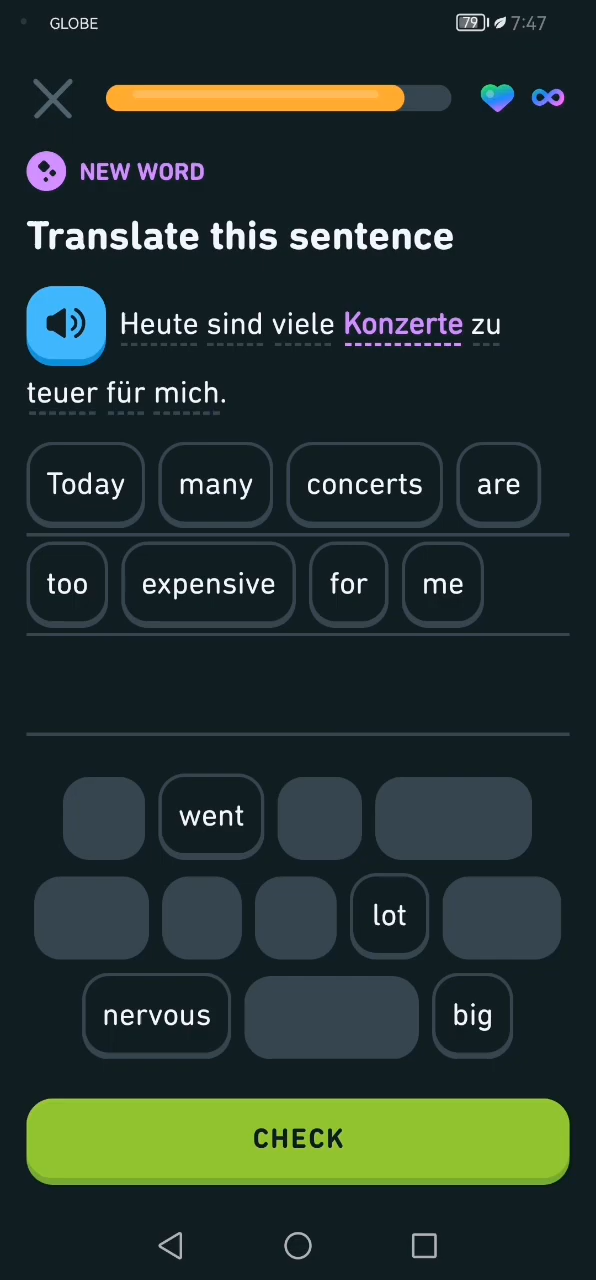 GLOBE 79 7:47
NEW WORD
Translate this sentence
Heute sind viele Konzerte zu
teuer für mich.
Today many concerts are
too expensive for me
went
lot
nervous big
CHECK